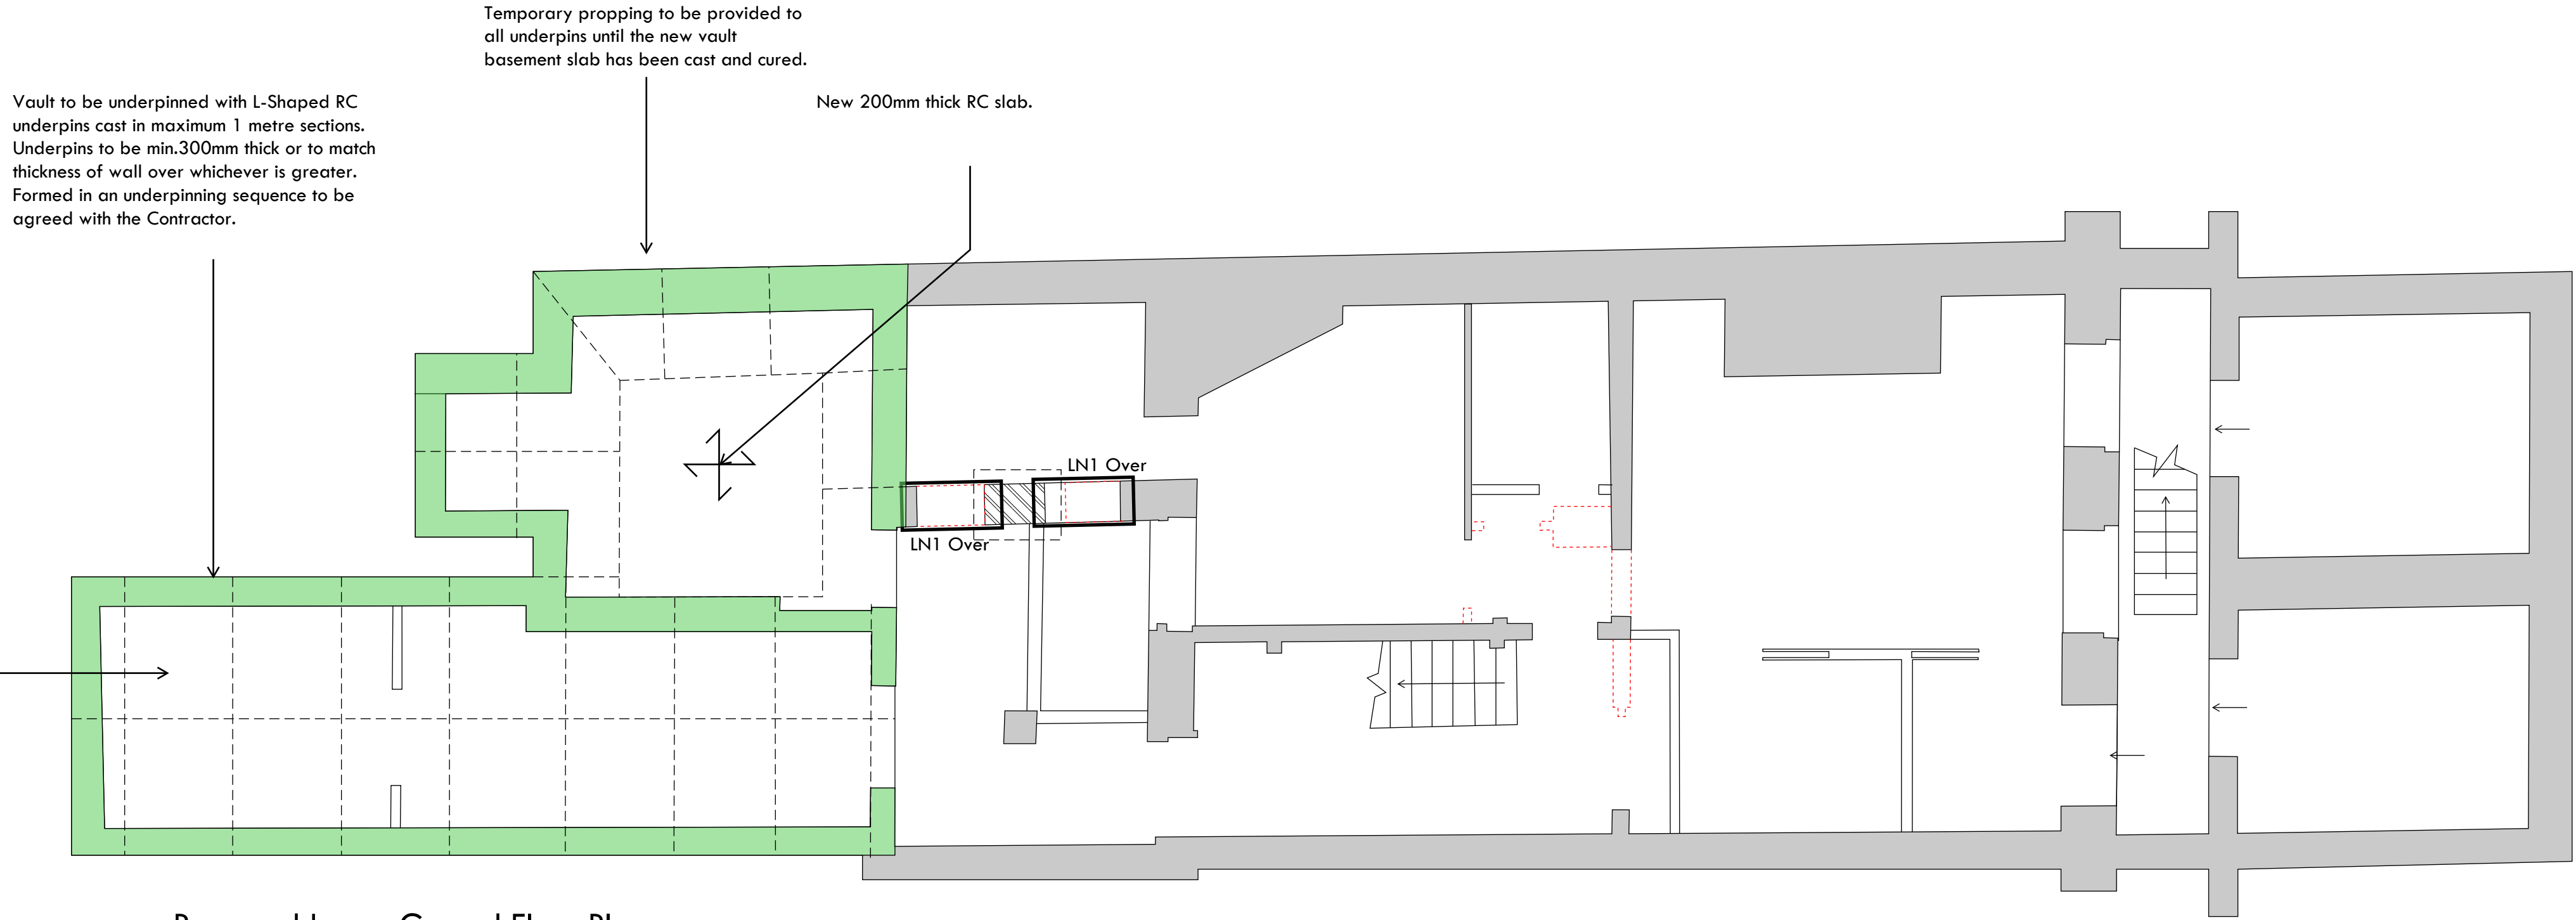 Temporary propping to be provided to
all underpins until the new vault
basement slab has been cast and cured.
Vault to be underpinned with L-Shaped RC
underpins cast in maximum 1 metre sections.
Underpins to be min.300mm thick or to match
thickness of wall over whichever is greater.
Formed in an underpinning sequence to be
agreed with the Contractor.
New 200mm thick RC slab.
LN1 Over
LN1 Over